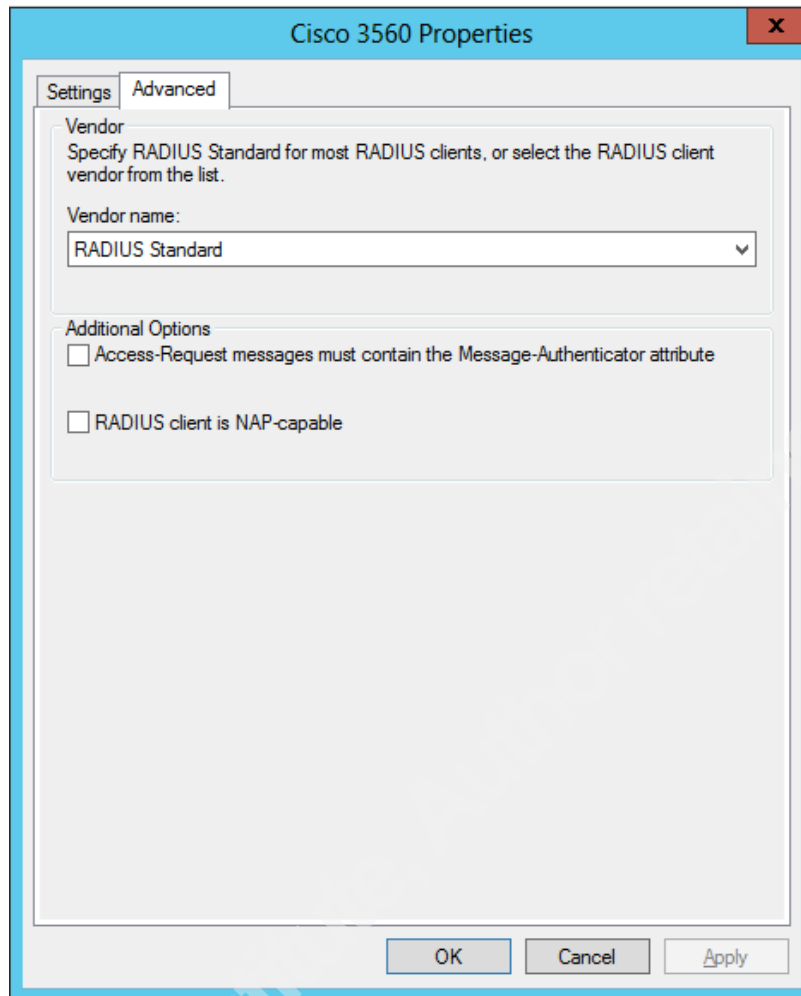 Cisco 3560 Properties
x
Settings
Advanced
Vendor
Specify RADIUS Standard for most RADIUS clients, or select the RADIUS client
vendor from the list.
Vendor name:
RADIUS Standard
Additional Options
Access-Request messages must contain the Message-Authenticator attribute
RADIUS client is NAP-capable
OK
Cancel
Apply